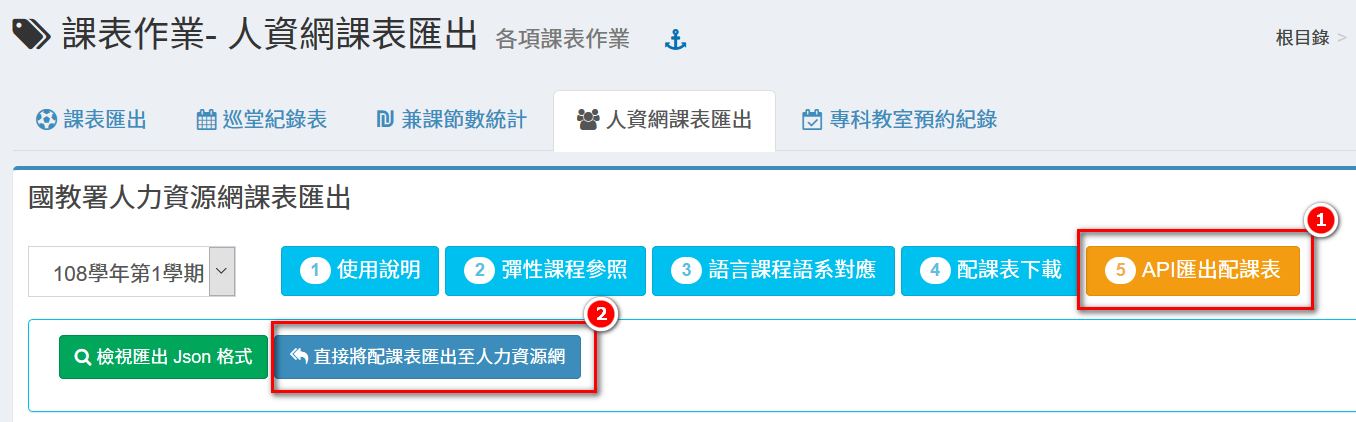 課表作業- 人資網課表匯出 各項課表作業 根目錄 >
課表匯出 巡堂紀錄表 兼課節數統計 人資網課表匯出 專科教室預約紀錄
國教署人力資源網課表匯出
1
108學年第1學期 1 使用說明 2 彈性課程參照 3 語言課程語系對應 4 配課表下載 5 API匯出配課表
2
檢視匯出 Json 格式 直接將配課表匯出至人力資源網